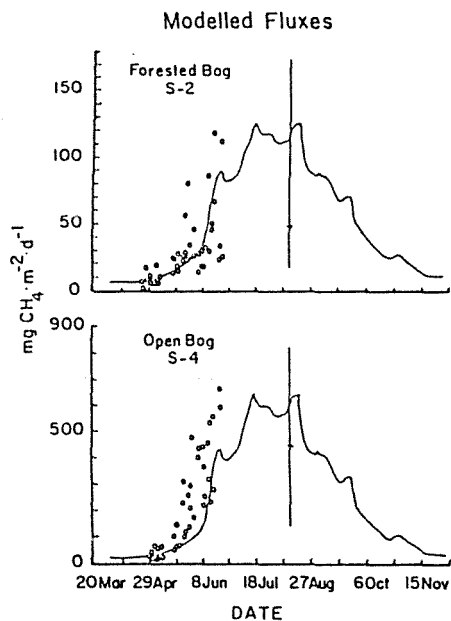 Modelled Fluxes
Forested Bog
S-2
150
100
50
0
mg CH₄·m⁻²·d⁻¹
900
Open Bog
S-4
500
0
20Mar 29Apr 8Jun 18Jul 27Aug 6Oct 15Nov
DATE